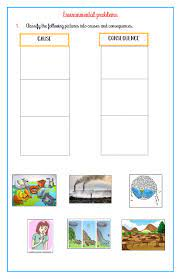 Environmental problems
1. Classify the following pictures into causes and consequences.
CAUSE
CONSEQUENCE